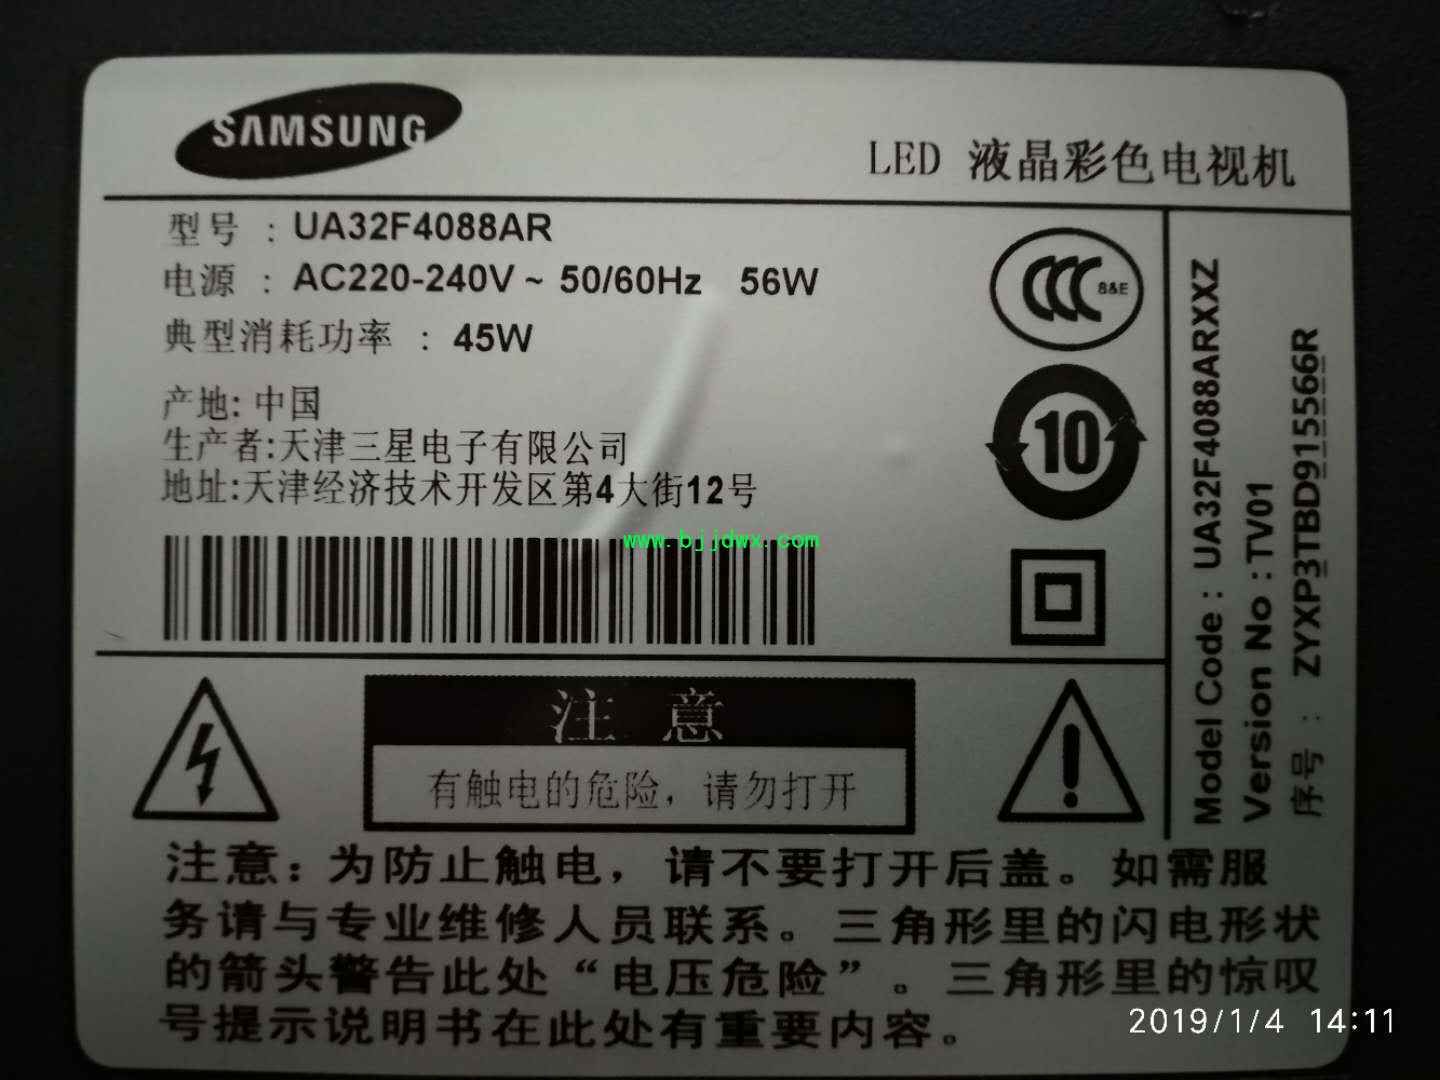 SAMSUNG
LED 液晶彩色电视机
型号 : UA32F4088AR
电源 : AC220-240V ~ 50/60Hz 56W
典型消耗功率 : 45W
产地: 中国
生产者:天津三星电子有限公司
地址:天津经济技术开发区第4大街12号
www.bjjdwx.com
CCC S&E
10
Model Code : UA32F4088ARXXZ
Version No : TV01
序号 : ZYXP3TBD915566R
注 意
有触电的危险，请勿打开
注意：为防止触电，请不要打开后盖。如需服
务请与专业维修人员联系。三角形里的闪电形状
的箭头警告此处“电压危险”。三角形里的惊叹
号提示说明书在此处有重要内容。
2019/1/4 14:11